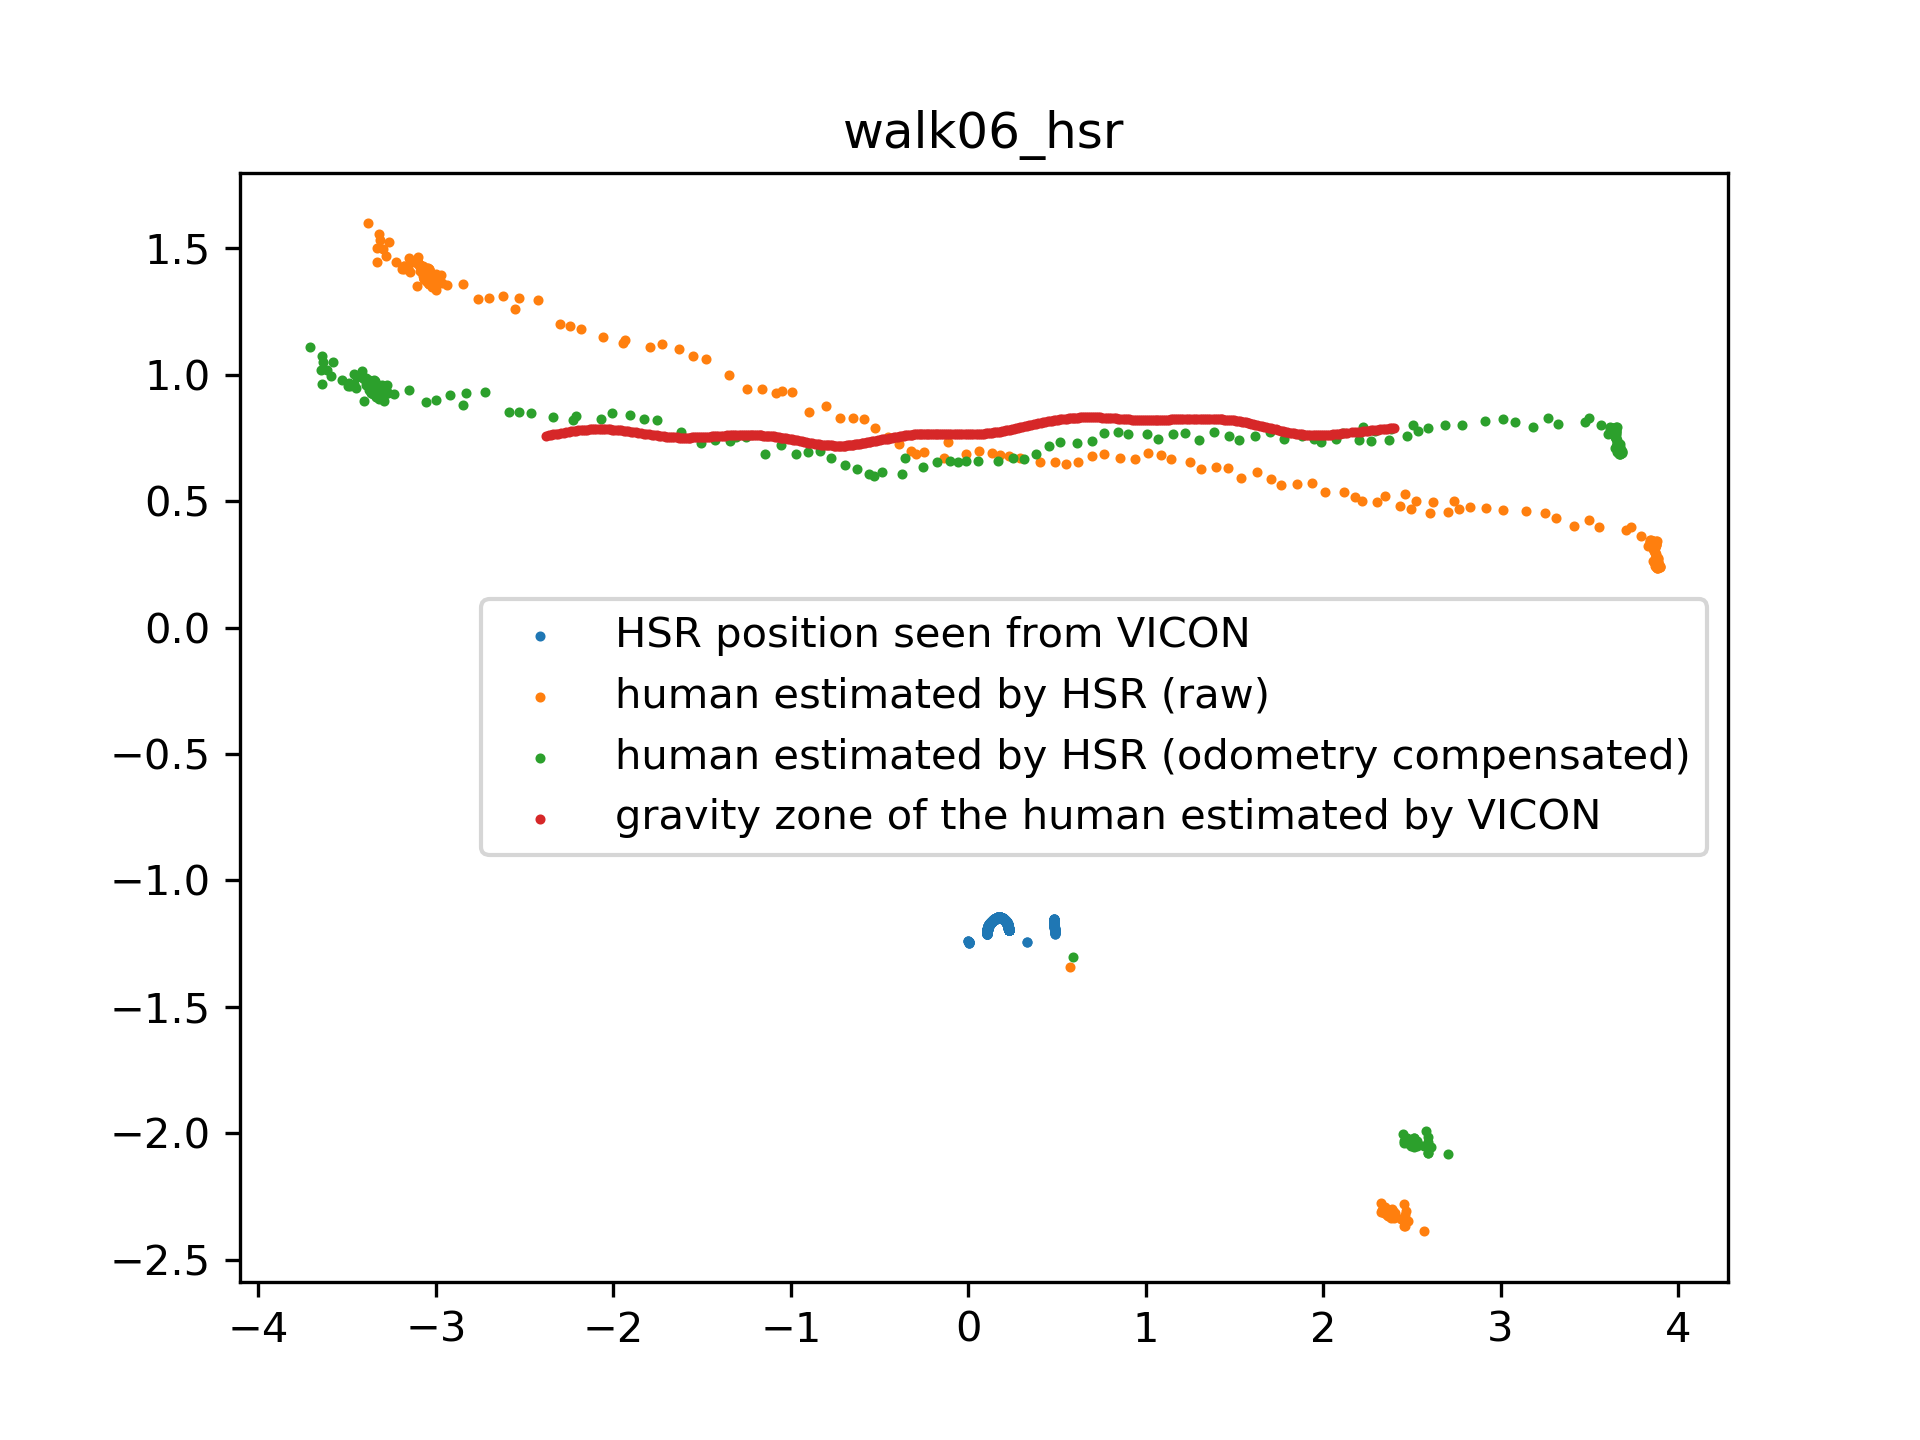 walk06_hsr
1.5
1.0
0.5
0.0
−0.5
−1.0
−1.5
−2.0
−2.5
HSR position seen from VICON
human estimated by HSR (raw)
human estimated by HSR (odometry compensated)
gravity zone of the human estimated by VICON
−4 −3 −2 −1 0 1 2 3 4